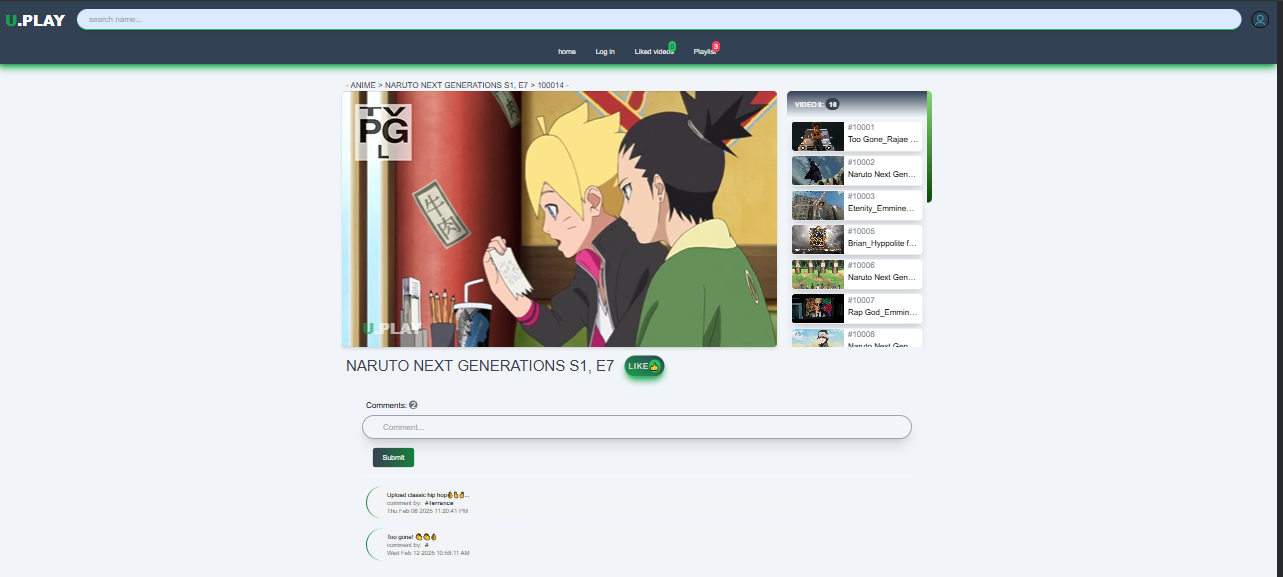 U.PLAY
search name...
home
Log in
Liked videos 0
Playlist 3
- ANIME > NARUTO NEXT GENERATIONS S1, E7 > 100014 -
TV
PG
L
牛肉
U.PLAY
VIDEO S: 16
#10001
Too Gone_Rajae ...
#10002
Naruto Next Gen...
#10003
Etenity_Emmine...
#10005
Brian_Hyppolite f...
#10006
Naruto Next Gen...
#10007
Rap God_Emmin...
#10008
Naruto Next Gen...
NARUTO NEXT GENERATIONS S1, E7
LIKE👍
Comments: 2
Comment...
Submit
Upload classic hip hop...
comment by: #Terrance
Thu Feb 06 2025 11:20:41 PM
Too gone!
comment by: #
Wed Feb 12 2025 10:58:11 AM